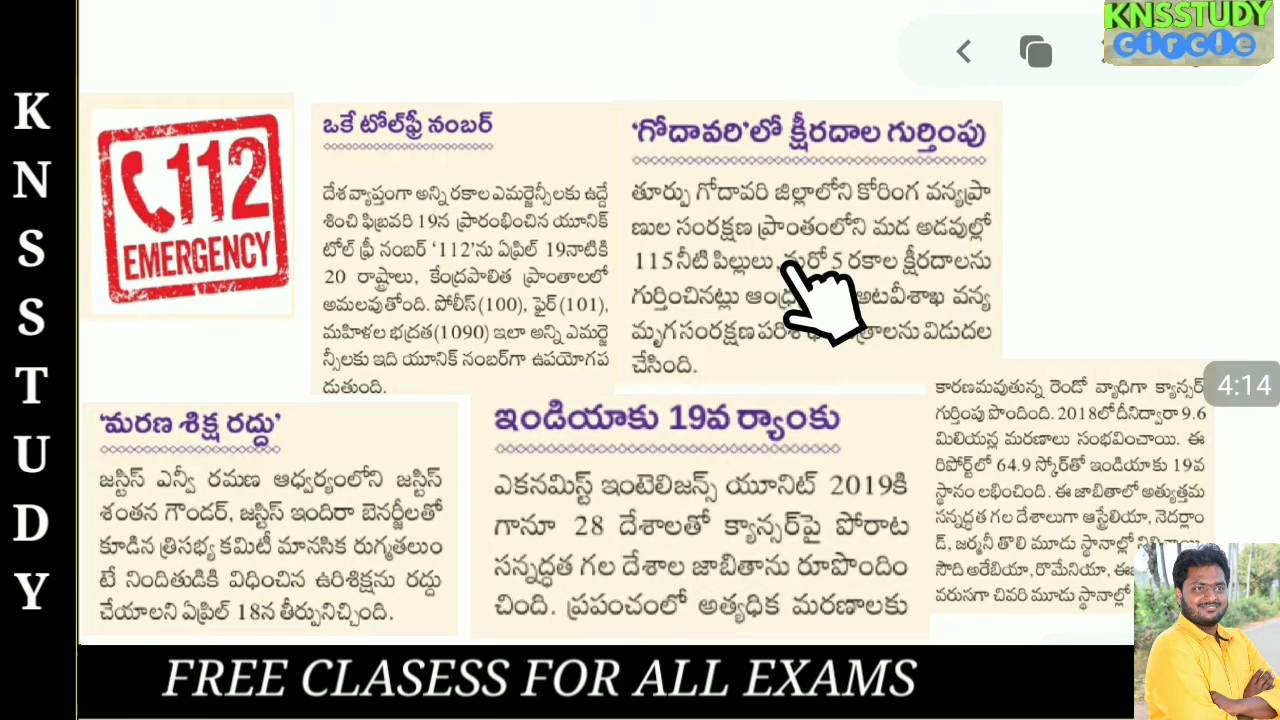 KNSSTUDY
circle
K
N
S
S
T
U
D
Y
112
EMERGENCY
ఒకే టోల్‌ఫ్రీ నంబర్
దేశవ్యాప్తంగా అన్ని రకాల ఎమర్జెన్సీలకు ఉద్దే
శించి ఫిబ్రవరి 19న ప్రారంభించిన యూనిక్
టోల్ ఫ్రీ నంబర్ ‘112’ను ఏప్రిల్ 19నాటికి
20 రాష్ట్రాలు, కేంద్రపాలిత ప్రాంతాలలో
అమలవుతోంది. పోలీస్(100), ఫైర్(101),
మహిళల భద్రత(1090) ఇలా అన్ని ఎమర్జె
న్సీలకు ఇది యూనిక్ నంబర్‌గా ఉపయోగప
డుతుంది.
‘గోదావరి’లో క్షీరదాల గుర్తింపు
తూర్పు గోదావరి జిల్లాలోని కోరింగ వన్యప్రా
ణుల సంరక్షణ ప్రాంతంలోని మడ అడవుల్లో
115నీటి పిల్లులు, మరో 5 రకాల క్షీరదాలను
గుర్తించినట్లు అటవీశాఖ వన్య
మృగ సంరక్షణ విడుదల
చేసింది.
4:14
‘మరణ శిక్ష రద్దు’
జస్టిస్ ఎన్వీ రమణ ఆధ్వర్యంలోని జస్టిస్
శంతన గౌండర్, జస్టిస్ ఇందిరా బెనర్జీలతో
కూడిన త్రిసభ్య కమిటీ మానసిక రుగ్మతలుం
టే నిందితుడికి విధించిన ఉరిశిక్షను రద్దు
చేయాలని ఏప్రిల్ 18న తీర్పునిచ్చింది.
ఇండియాకు 19వ ర్యాంకు
ఎకనమిస్ట్ ఇంటెలిజన్స్ యూనిట్ 2019కి
గానూ 28 దేశాలతో క్యాన్సర్‌పై పోరాట
సన్నద్ధత గల దేశాల జాబితాను రూపొందిం
చింది. ప్రపంచంలో అత్యధిక మరణాలకు
కారణమవుతున్న రెండో వ్యాధిగా క్యాన్సర్
గుర్తింపు పొందింది. 2018లో దీనిద్వారా 9.6
మిలియన్ల మరణాలు సంభవించాయి. ఈ
రిపోర్ట్‌లో 64.9 స్కోర్‌తో ఇండియాకు 19వ
స్థానం లభించింది. ఈ జాబితాలో అత్యుత్తమ
సన్నద్ధత గల దేశాలుగా ఆస్ట్రేలియా, నెదర్లాం
డ్, జర్మనీ తొలి మూడు స్థానాల్లో
సౌది అరేబియా, రొమేనియా,
వరుసగా చివరి మూడు స్థానాల్లో
FREE CLASESS FOR ALL EXAMS